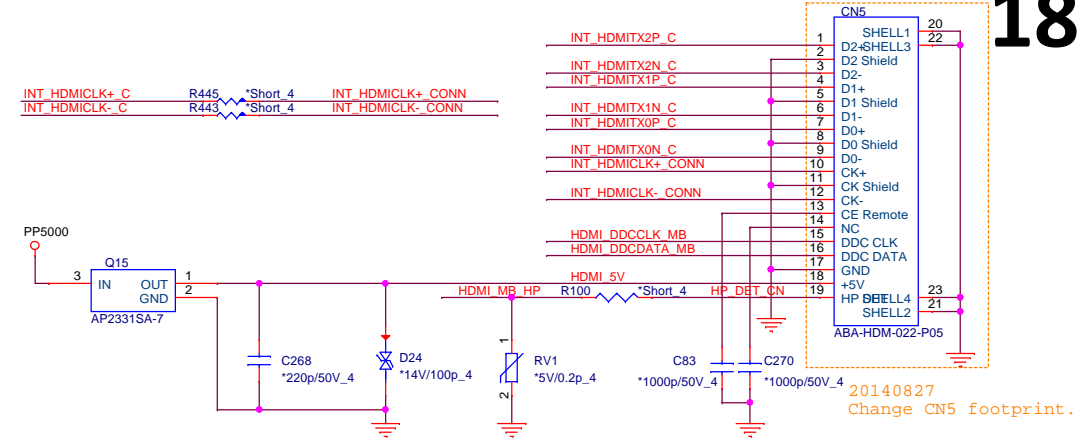 18
CN5
INT_HDMITX2P_C
INT_HDMITX2N_C
INT_HDMITX1P_C
INT_HDMITX1N_C
INT_HDMITX0P_C
INT_HDMITX0N_C
INT_HDMICLK+_CONN
INT_HDMICLK-_CONN
HDMI_DDCCLK_MB
HDMI_DDCDATA_MB
HDMI_5V
1 D2+
2 D2 Shield
3 D2-
4 D1+
5 D1 Shield
6 D1-
7 D0+
8 D0 Shield
9 D0-
10 CK+
11 CK Shield
12 CK-
13 CE Remote
14 NC
15 DDC CLK
16 DDC DATA
17 GND
18 +5V
19 HP DET
SHELL1 20
SHELL3 22
SHELL4 23
SHELL2 21
ABA-HDM-022-P05
INT_HDMICLK+_C R445 *Short_4 INT_HDMICLK+_CONN
INT_HDMICLK-_C R443 *Short_4 INT_HDMICLK-_CONN
PP5000
Q15
3 IN OUT 1
GND 2
AP2331SA-7
HDMI_MB_HP R100 *Short_4 HP_DET_CN
C268
*220p/50V_4
D24
*14V/100p_4
1
RV1
*5V/0.2p_4
2
C83
*1000p/50V_4
C270
*1000p/50V_4
20140827
Change CN5 footprint.